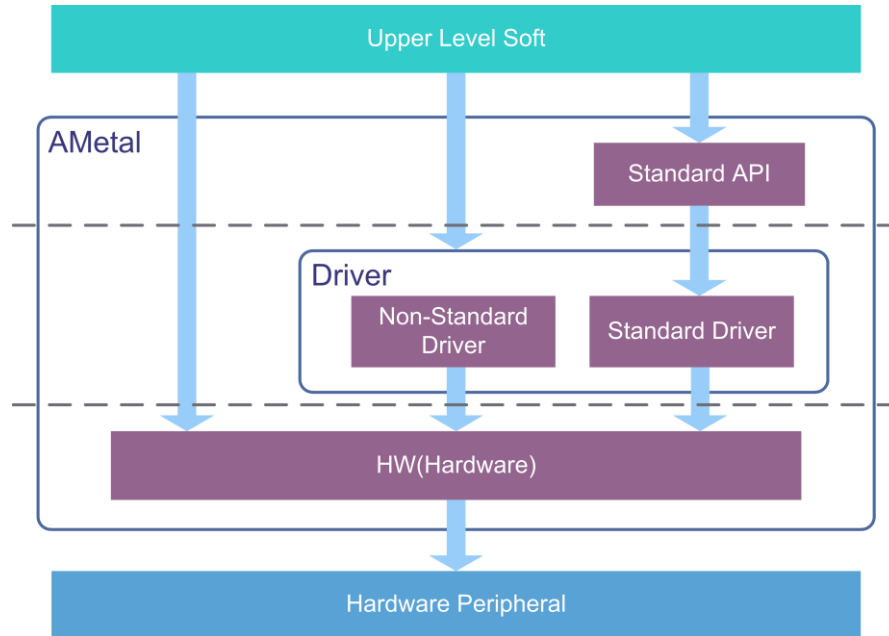 Upper Level Soft
AMetal
Standard API
Driver
Non-Standard
Driver
Standard Driver
HW(Hardware)
Hardware Peripheral